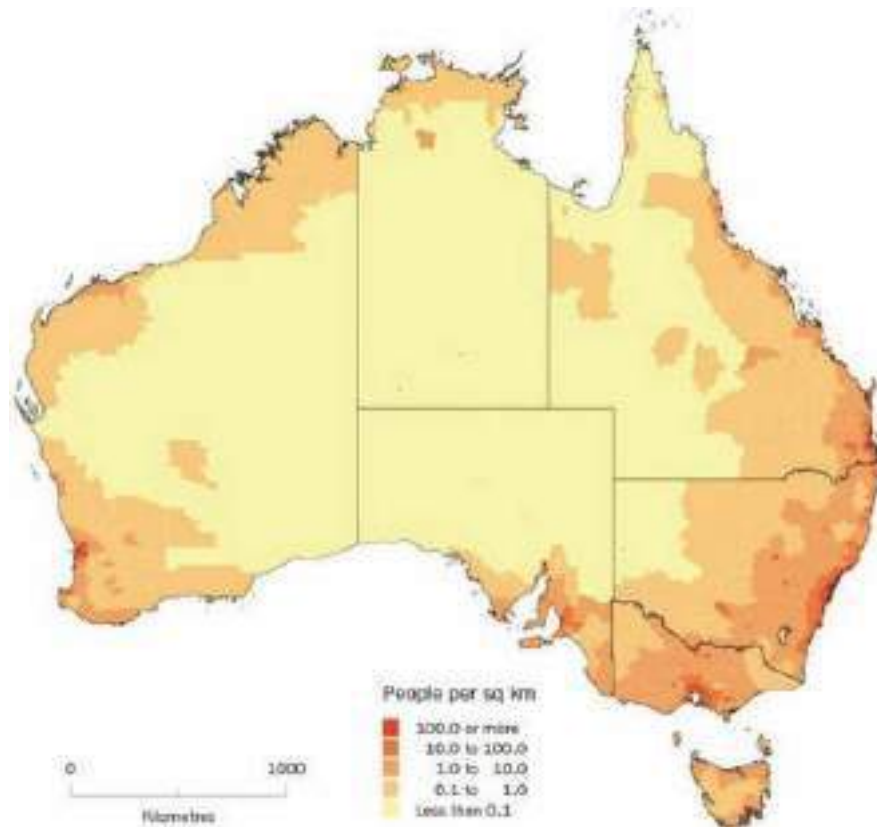 People per sq km
100.0 or more
10.0 to 100.0
1.0 to 10.0
0.1 to 1.0
Less than 0.1
0 1000
Kilometres